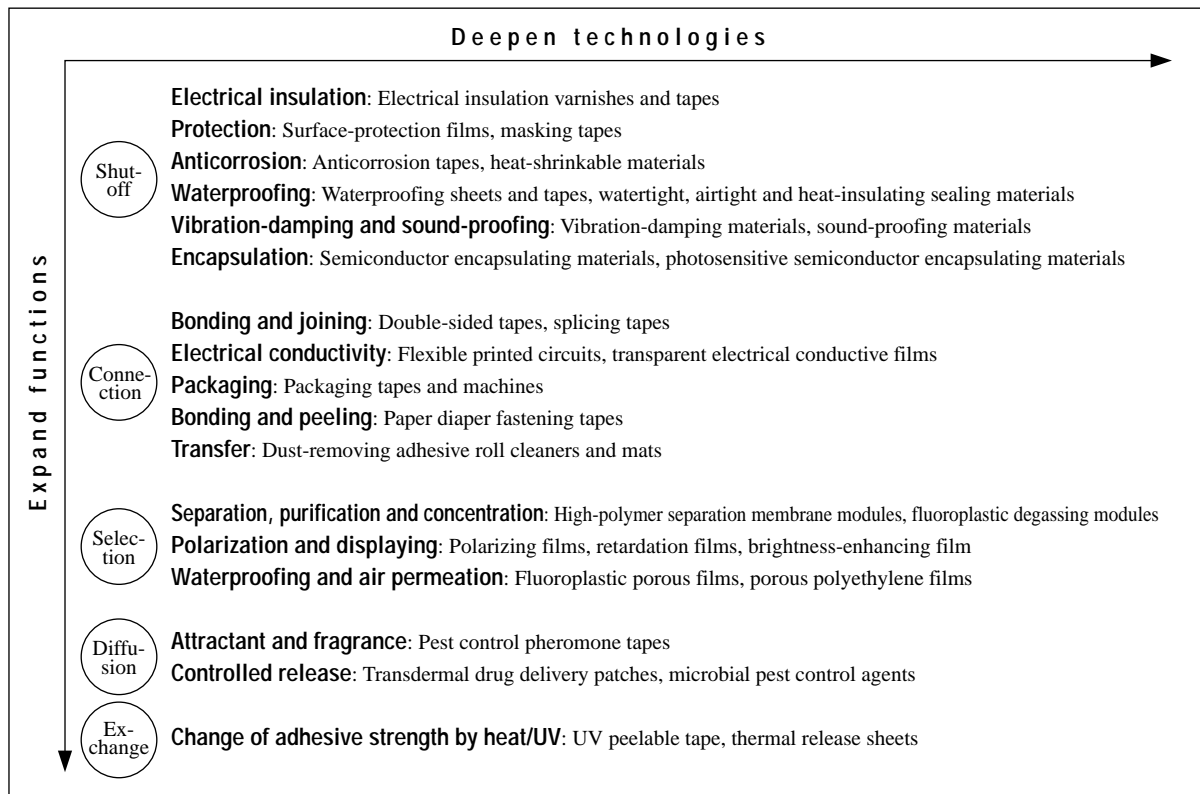 Deepen technologies
Expand functions
Shut-
off
Electrical insulation: Electrical insulation varnishes and tapes
Protection: Surface-protection films, masking tapes
Anticorrosion: Anticorrosion tapes, heat-shrinkable materials
Waterproofing: Waterproofing sheets and tapes, watertight, airtight and heat-insulating sealing materials
Vibration-damping and sound-proofing: Vibration-damping materials, sound-proofing materials
Encapsulation: Semiconductor encapsulating materials, photosensitive semiconductor encapsulating materials
Conne-
ction
Bonding and joining: Double-sided tapes, splicing tapes
Electrical conductivity: Flexible printed circuits, transparent electrical conductive films
Packaging: Packaging tapes and machines
Bonding and peeling: Paper diaper fastening tapes
Transfer: Dust-removing adhesive roll cleaners and mats
Selec-
tion
Separation, purification and concentration: High-polymer separation membrane modules, fluoroplastic degassing modules
Polarization and displaying: Polarizing films, retardation films, brightness-enhancing film
Waterproofing and air permeation: Fluoroplastic porous films, porous polyethylene films
Diffu-
sion
Attractant and fragrance: Pest control pheromone tapes
Controlled release: Transdermal drug delivery patches, microbial pest control agents
Ex-
change
Change of adhesive strength by heat/UV: UV peelable tape, thermal release sheets